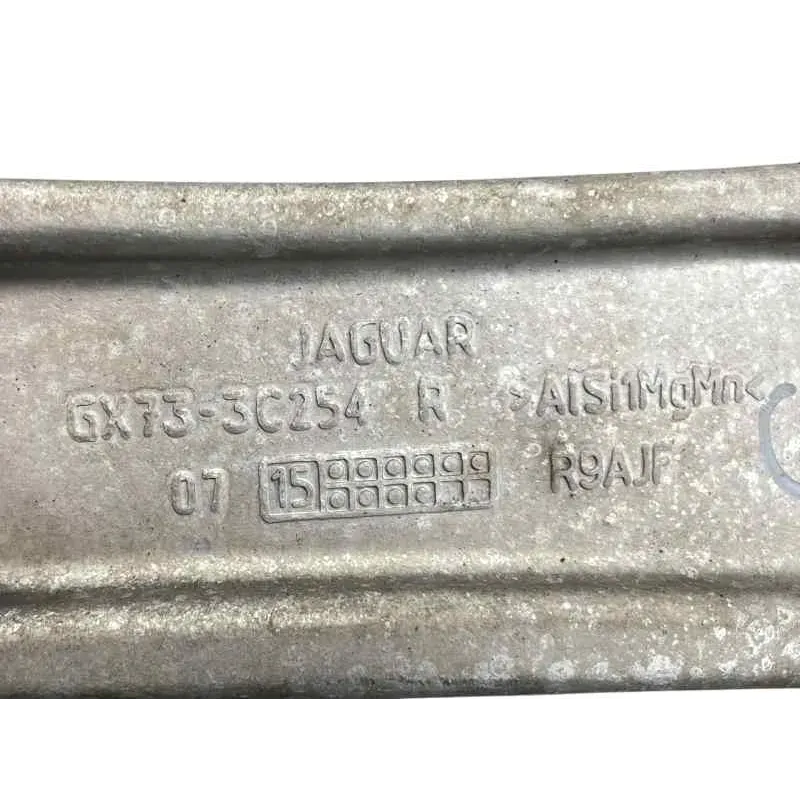 JAGUAR
GX73-3C254 R >AlSi1MgMn<
07 15 R9AJF